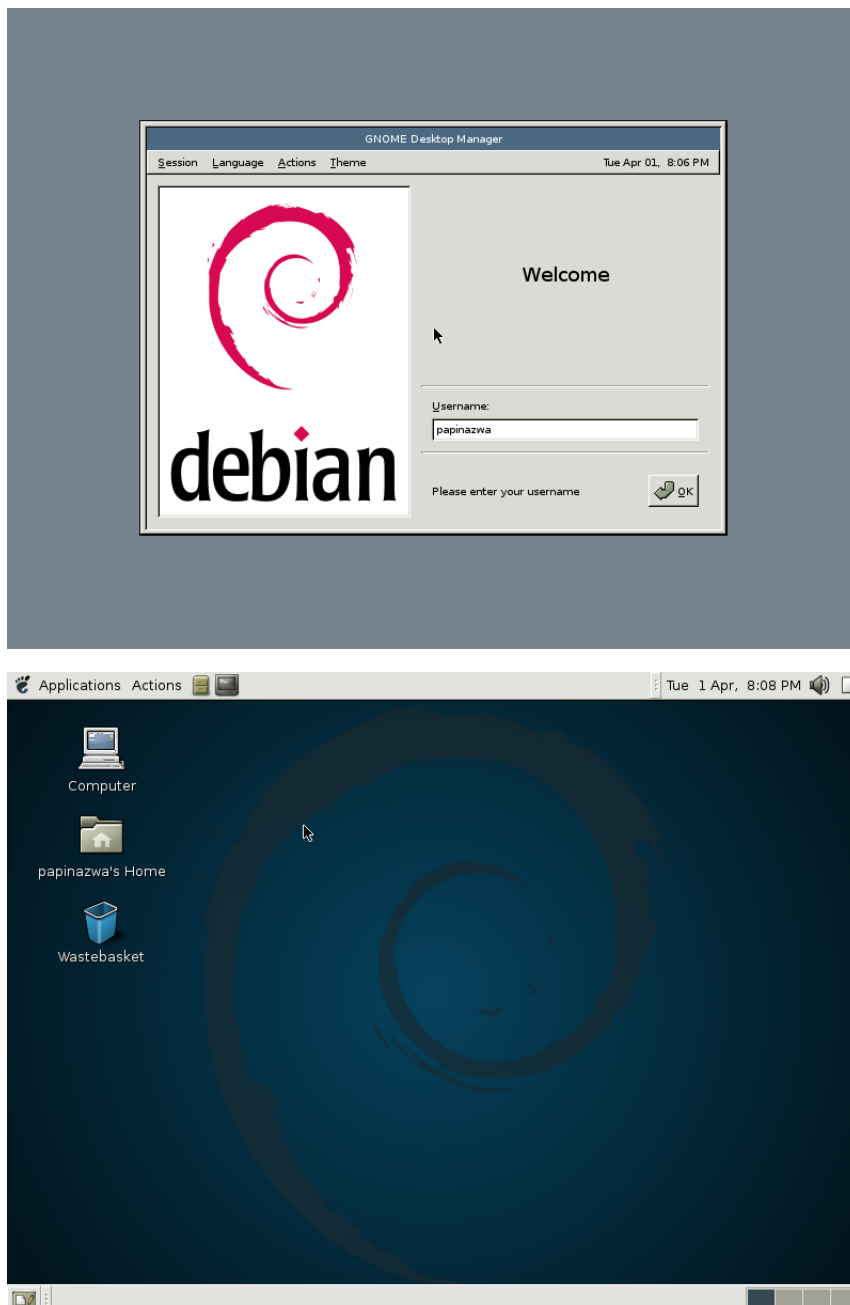 GNOME Desktop Manager
Session Language Actions Theme Tue Apr 01, 8:06 PM
Welcome
debian
Username:
papinazwa
Please enter your username OK
Applications Actions Tue 1 Apr, 8:08 PM
Computer
papinazwa's Home
Wastebasket